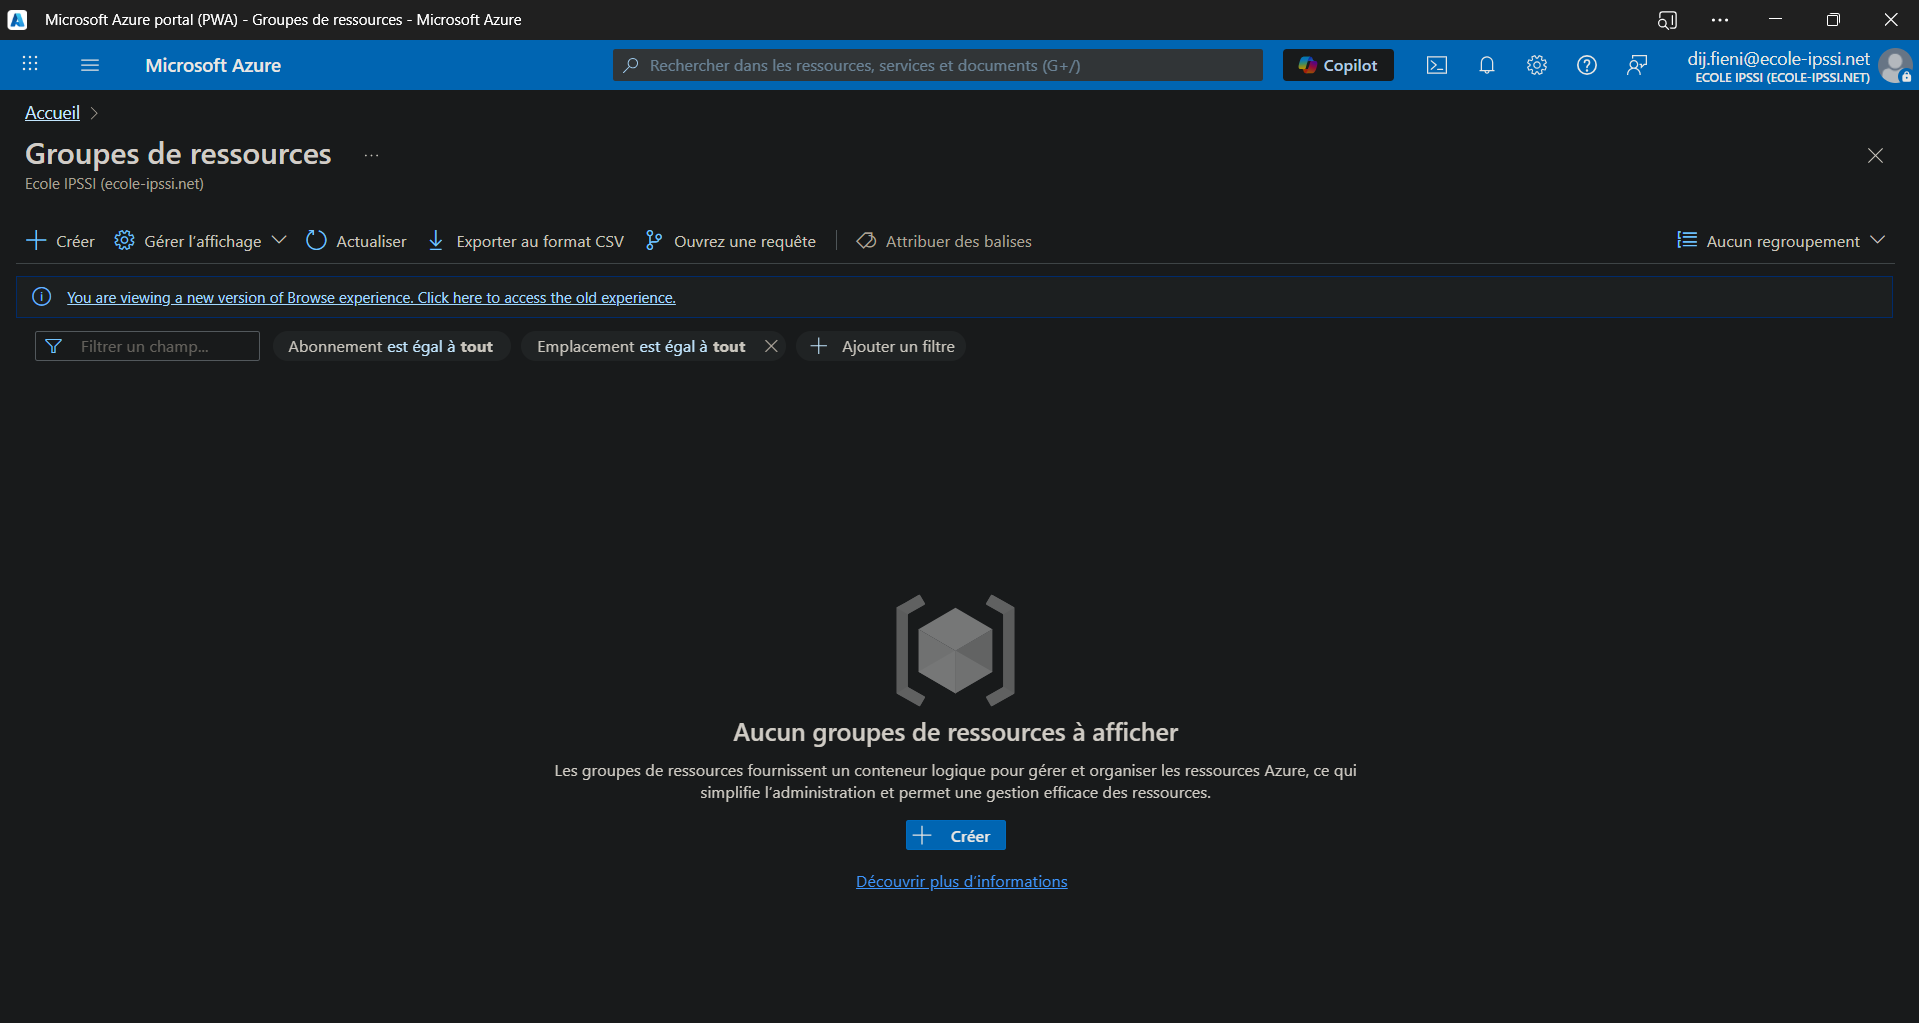 Microsoft Azure portal (PWA) - Groupes de ressources - Microsoft Azure
Microsoft Azure
Rechercher dans les ressources, services et documents (G+/)
Copilot
dij.fieni@ecole-ipssi.net
ECOLE IPSSI (ECOLE-IPSSI.NET)
Accueil
Groupes de ressources
Ecole IPSSI (ecole-ipssi.net)
Créer
Gérer l'affichage
Actualiser
Exporter au format CSV
Ouvrez une requête
Attribuer des balises
Aucun regroupement
You are viewing a new version of Browse experience. Click here to access the old experience.
Filtrer un champ...
Abonnement est égal à tout
Emplacement est égal à tout
Ajouter un filtre
Aucun groupes de ressources à afficher
Les groupes de ressources fournissent un conteneur logique pour gérer et organiser les ressources Azure, ce qui
simplifie l'administration et permet une gestion efficace des ressources.
Créer
Découvrir plus d'informations